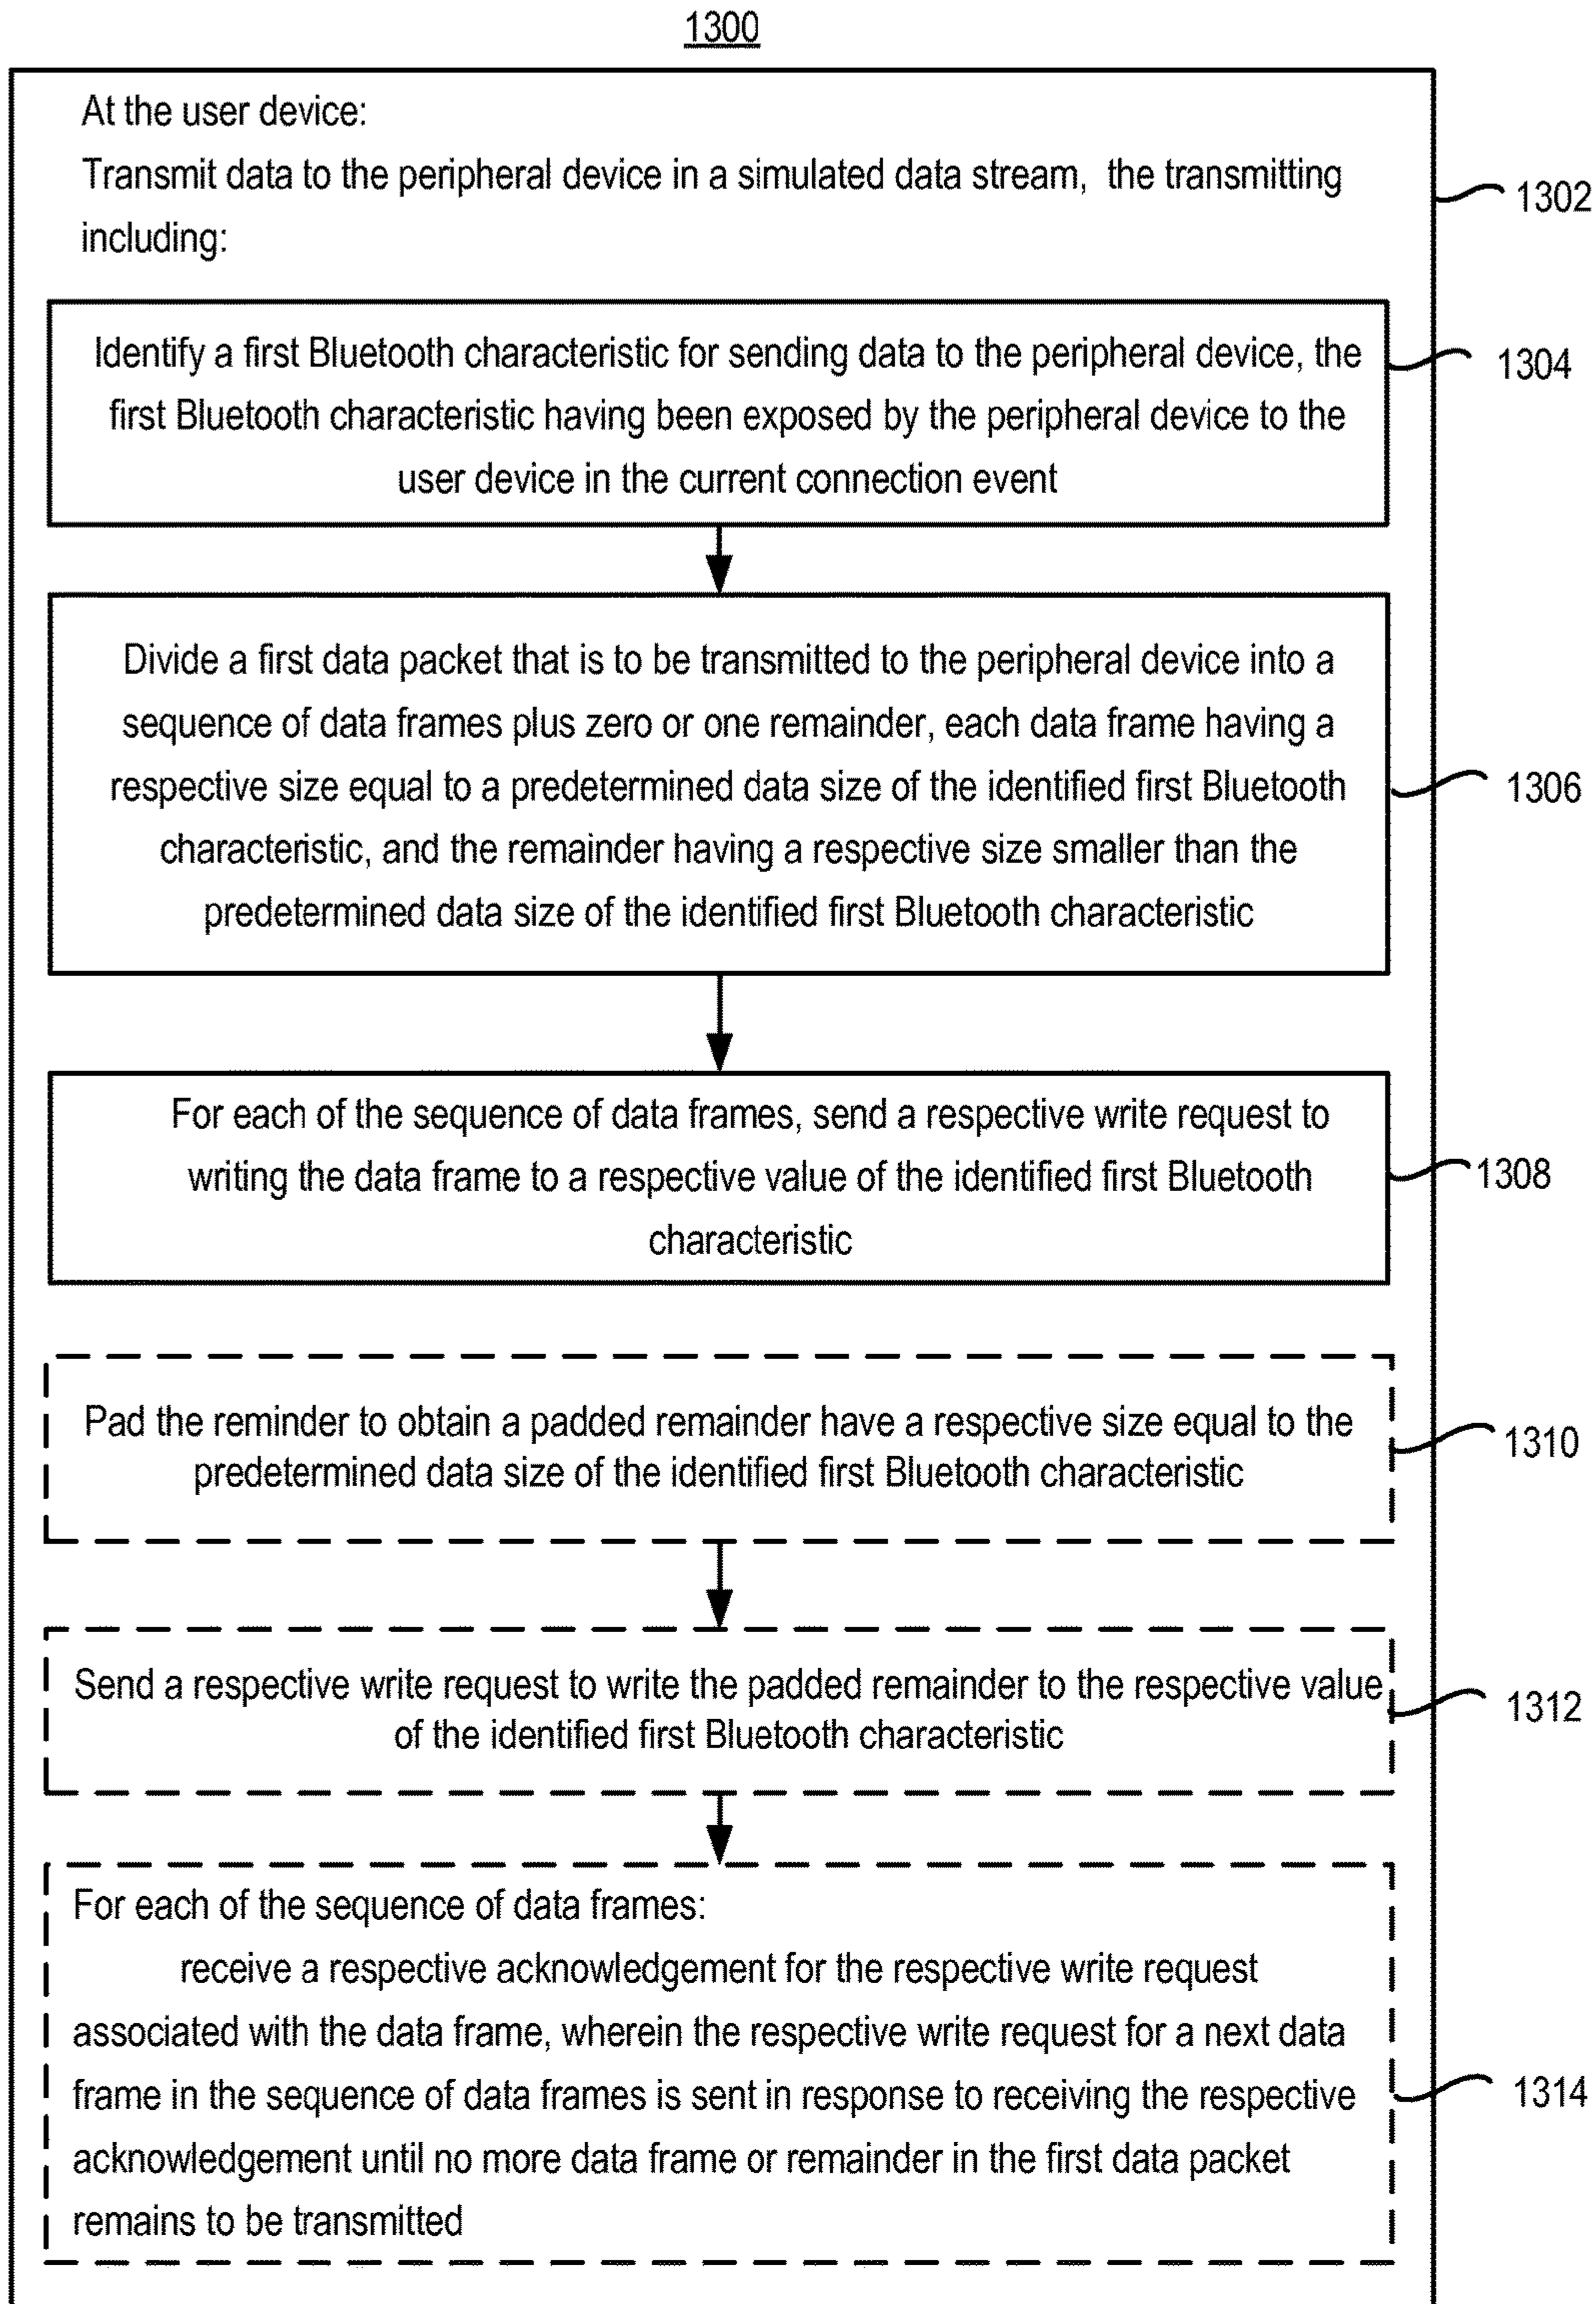 1300
At the user device:
Transmit data to the peripheral device in a simulated data stream, the transmitting
including:
1302
Identify a first Bluetooth characteristic for sending data to the peripheral device, the
first Bluetooth characteristic having been exposed by the peripheral device to the
user device in the current connection event
1304
Divide a first data packet that is to be transmitted to the peripheral device into a
sequence of data frames plus zero or one remainder, each data frame having a
respective size equal to a predetermined data size of the identified first Bluetooth
characteristic, and the remainder having a respective size smaller than the
predetermined data size of the identified first Bluetooth characteristic
1306
For each of the sequence of data frames, send a respective write request to
writing the data frame to a respective value of the identified first Bluetooth
characteristic
1308
Pad the reminder to obtain a padded remainder have a respective size equal to the
predetermined data size of the identified first Bluetooth characteristic
1310
Send a respective write request to write the padded remainder to the respective value
of the identified first Bluetooth characteristic
1312
For each of the sequence of data frames:
receive a respective acknowledgement for the respective write request
associated with the data frame, wherein the respective write request for a next data
frame in the sequence of data frames is sent in response to receiving the respective
acknowledgement until no more data frame or remainder in the first data packet
remains to be transmitted
1314